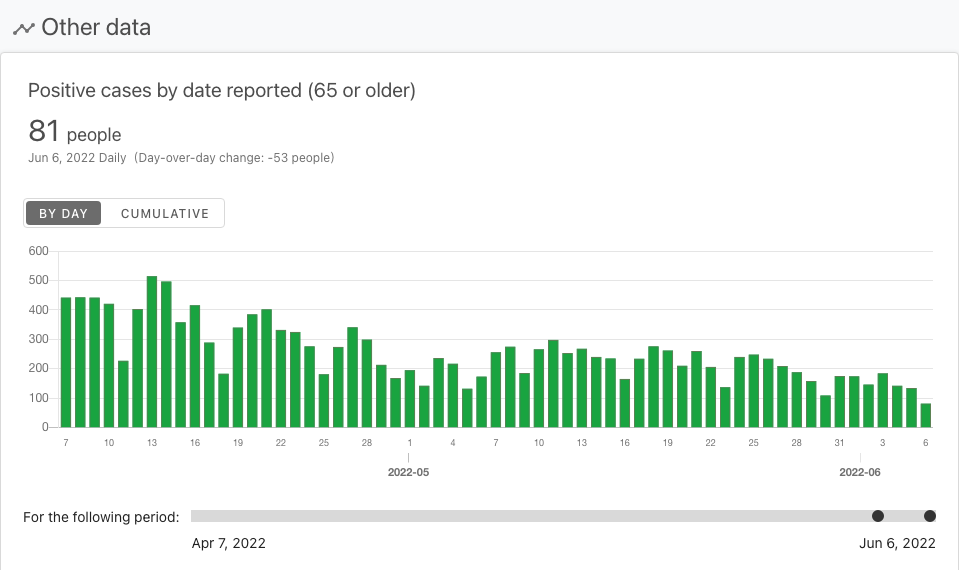 Other data
Positive cases by date reported (65 or older)
81 people
Jun 6, 2022 Daily (Day-over-day change: -53 people)
BY DAY CUMULATIVE
600
500
400
300
200
100
0
7 10 13 16 19 22 25 28 1 4 7 10 13 16 19 22 25 28 31 3 6
2022-05 2022-06
For the following period:
Apr 7, 2022 Jun 6, 2022